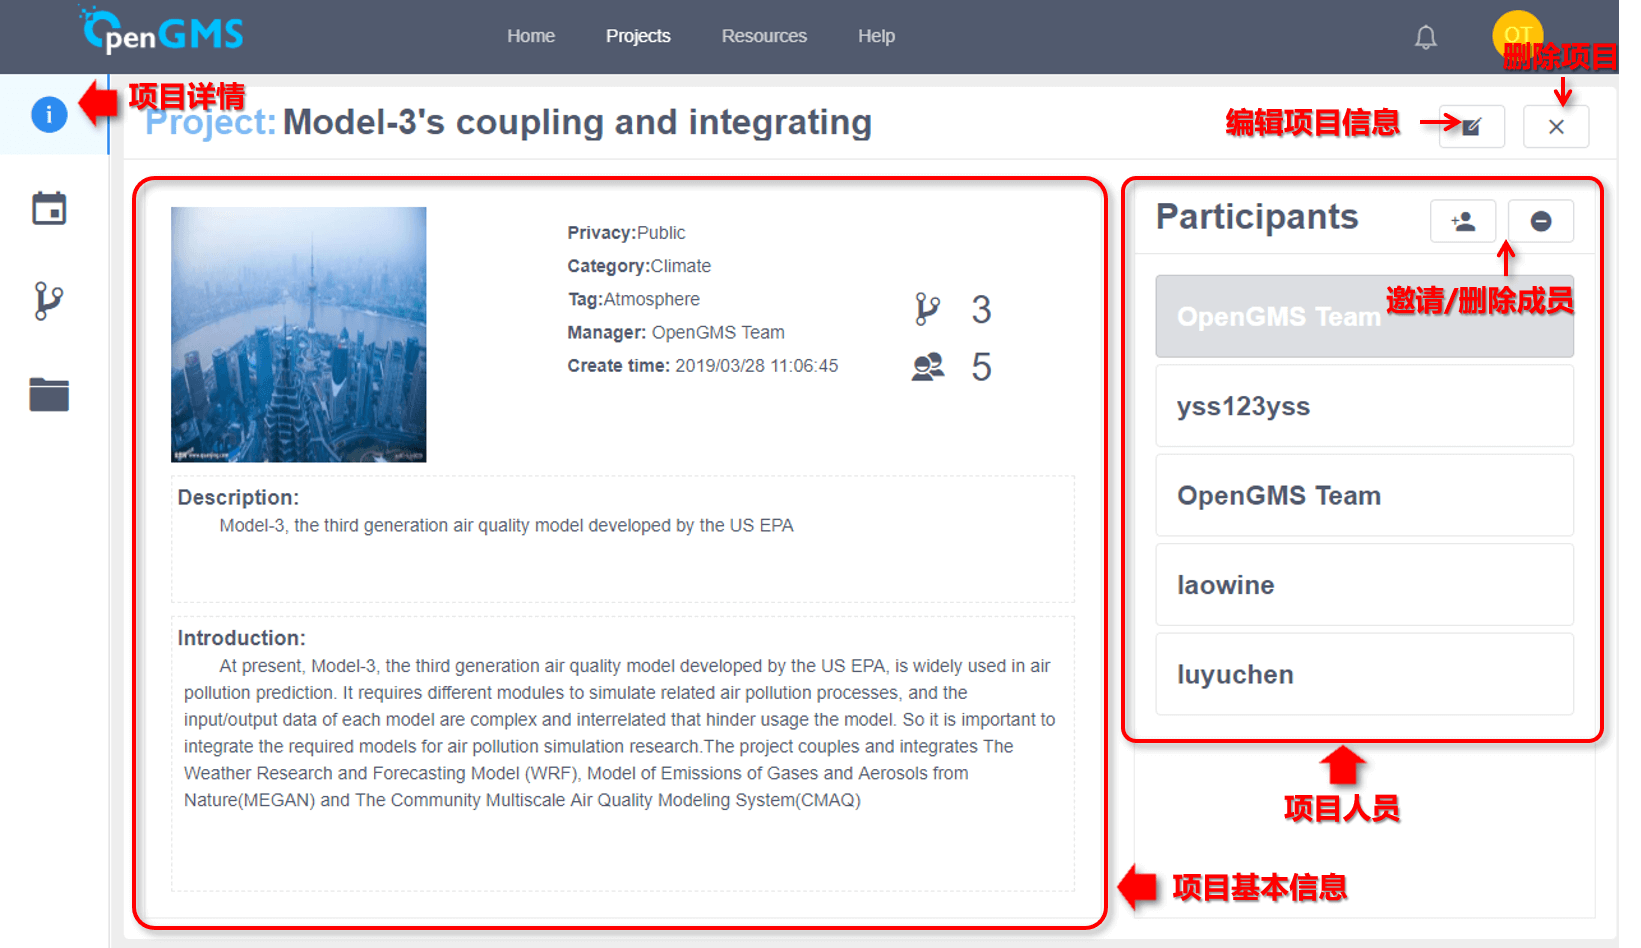 OpenGMS
Home
Projects
Resources
Help
OT
删除项目
项目详情
Project: Model-3's coupling and integrating
编辑项目信息
Privacy:Public
Category:Climate
Tag:Atmosphere
Manager: OpenGMS Team
Create time: 2019/03/28 11:06:45
3
5
Description:
Model-3, the third generation air quality model developed by the US EPA
Introduction:
At present, Model-3, the third generation air quality model developed by the US EPA, is widely used in air
pollution prediction. It requires different modules to simulate related air pollution processes, and the
input/output data of each model are complex and interrelated that hinder usage the model. So it is important to
integrate the required models for air pollution simulation research.The project couples and integrates The
Weather Research and Forecasting Model (WRF), Model of Emissions of Gases and Aerosols from
Nature(MEGAN) and The Community Multiscale Air Quality Modeling System(CMAQ)
Participants
邀请/删除成员
OpenGMS Team
yss123yss
OpenGMS Team
laowine
luyuchen
项目人员
项目基本信息